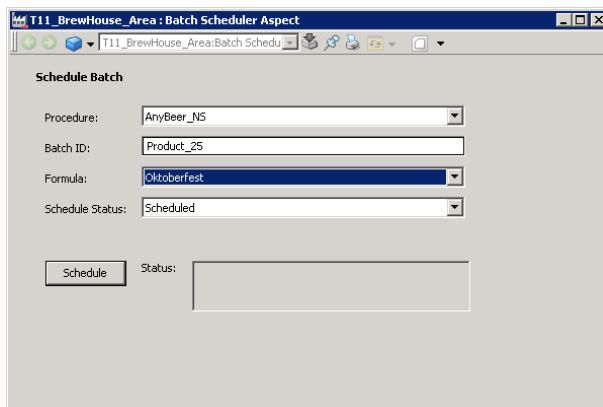 T11_BrewHouse_Area : Batch Scheduler Aspect
T11_BrewHouse_Area:Batch Schedu
Schedule Batch
Procedure: AnyBeer_NS
Batch ID: Product_25
Formula: Oktoberfest
Schedule Status: Scheduled
Schedule Status: